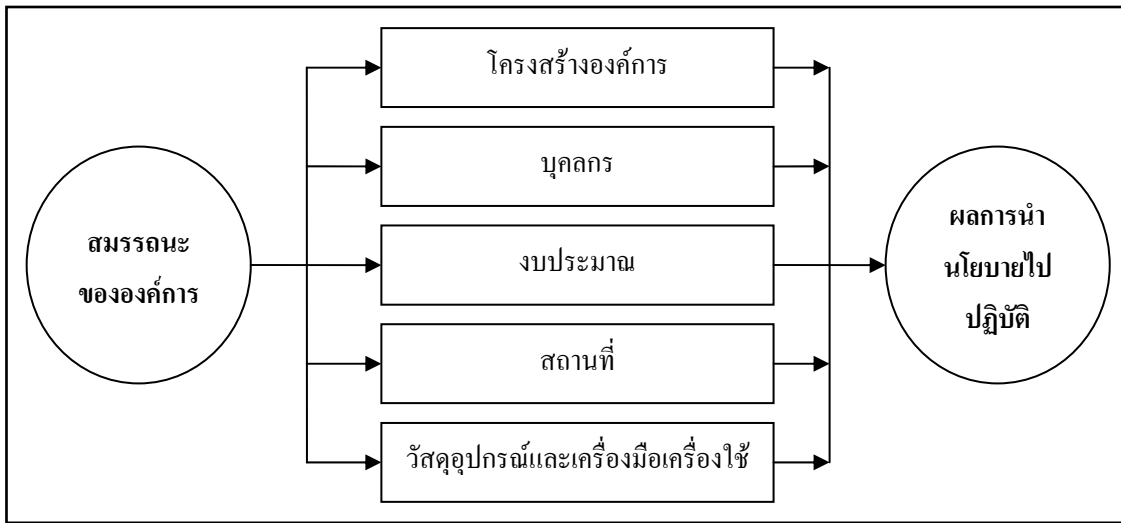 สมรรถนะ
ขององค์การ
โครงสร้างองค์การ
บุคลกร
งบประมาณ
สถานที่
วัสดุอุปกรณ์และเครื่องมือเครื่องใช้
ผลการนำ
นโยบายไป
ปฏิบัติ